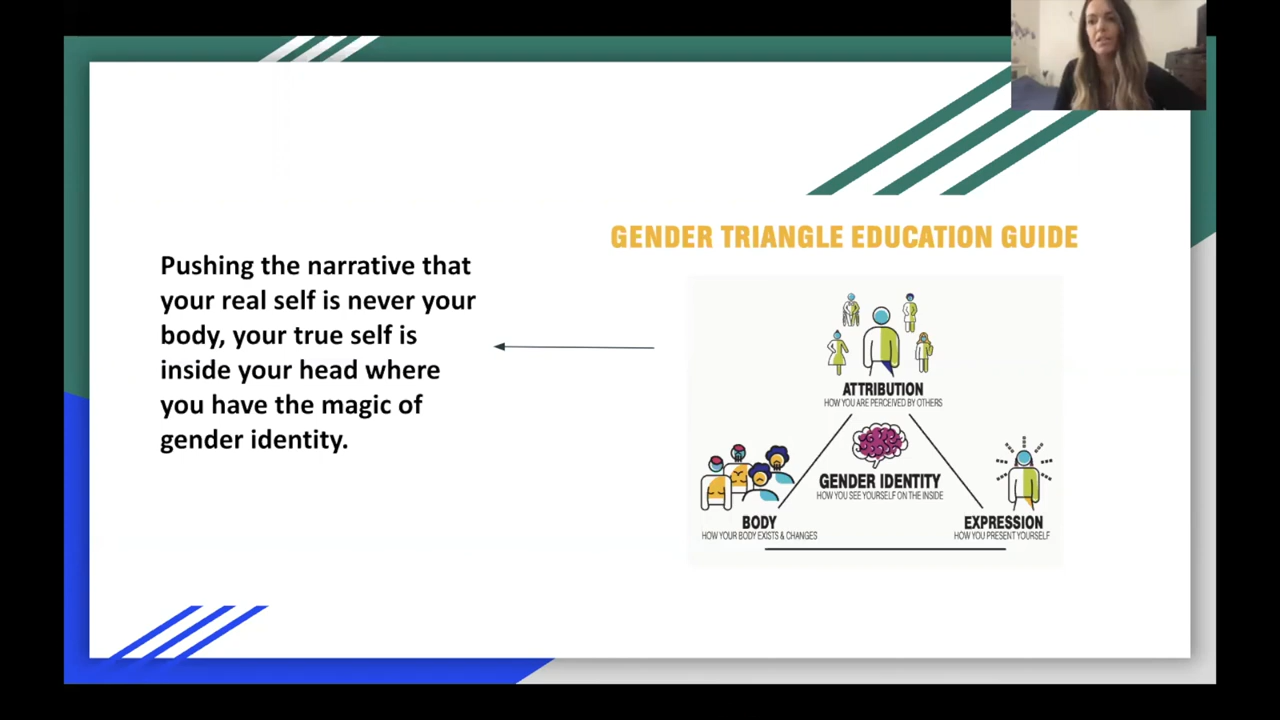 Pushing the narrative that
your real self is never your
body, your true self is
inside your head where
you have the magic of
gender identity.
GENDER TRIANGLE EDUCATION GUIDE
ATTRIBUTION
HOW YOU ARE PERCEIVED BY OTHERS
GENDER IDENTITY
HOW YOU SEE YOURSELF ON THE INSIDE
BODY
HOW YOUR BODY EXISTS & CHANGES
EXPRESSION
HOW YOU PRESENT YOURSELF